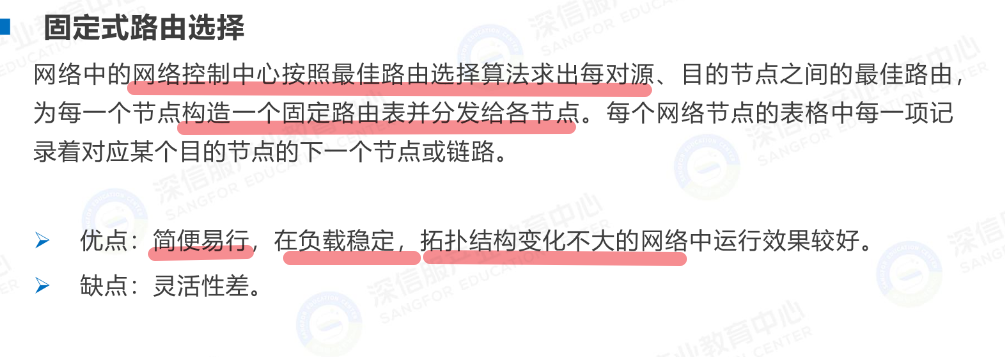 固定式路由选择
网络中的网络控制中心按照最佳路由选择算法求出每对源、目的节点之间的最佳路由，
为每一个节点构造一个固定路由表并分发给各节点。每个网络节点的表格中每一项记
录着对应某个目的节点的下一个节点或链路。
优点：简便易行，在负载稳定，拓扑结构变化不大的网络中运行效果较好。
缺点：灵活性差。
深信服产业教育中心
SANGFOR EDUCATION CENTER